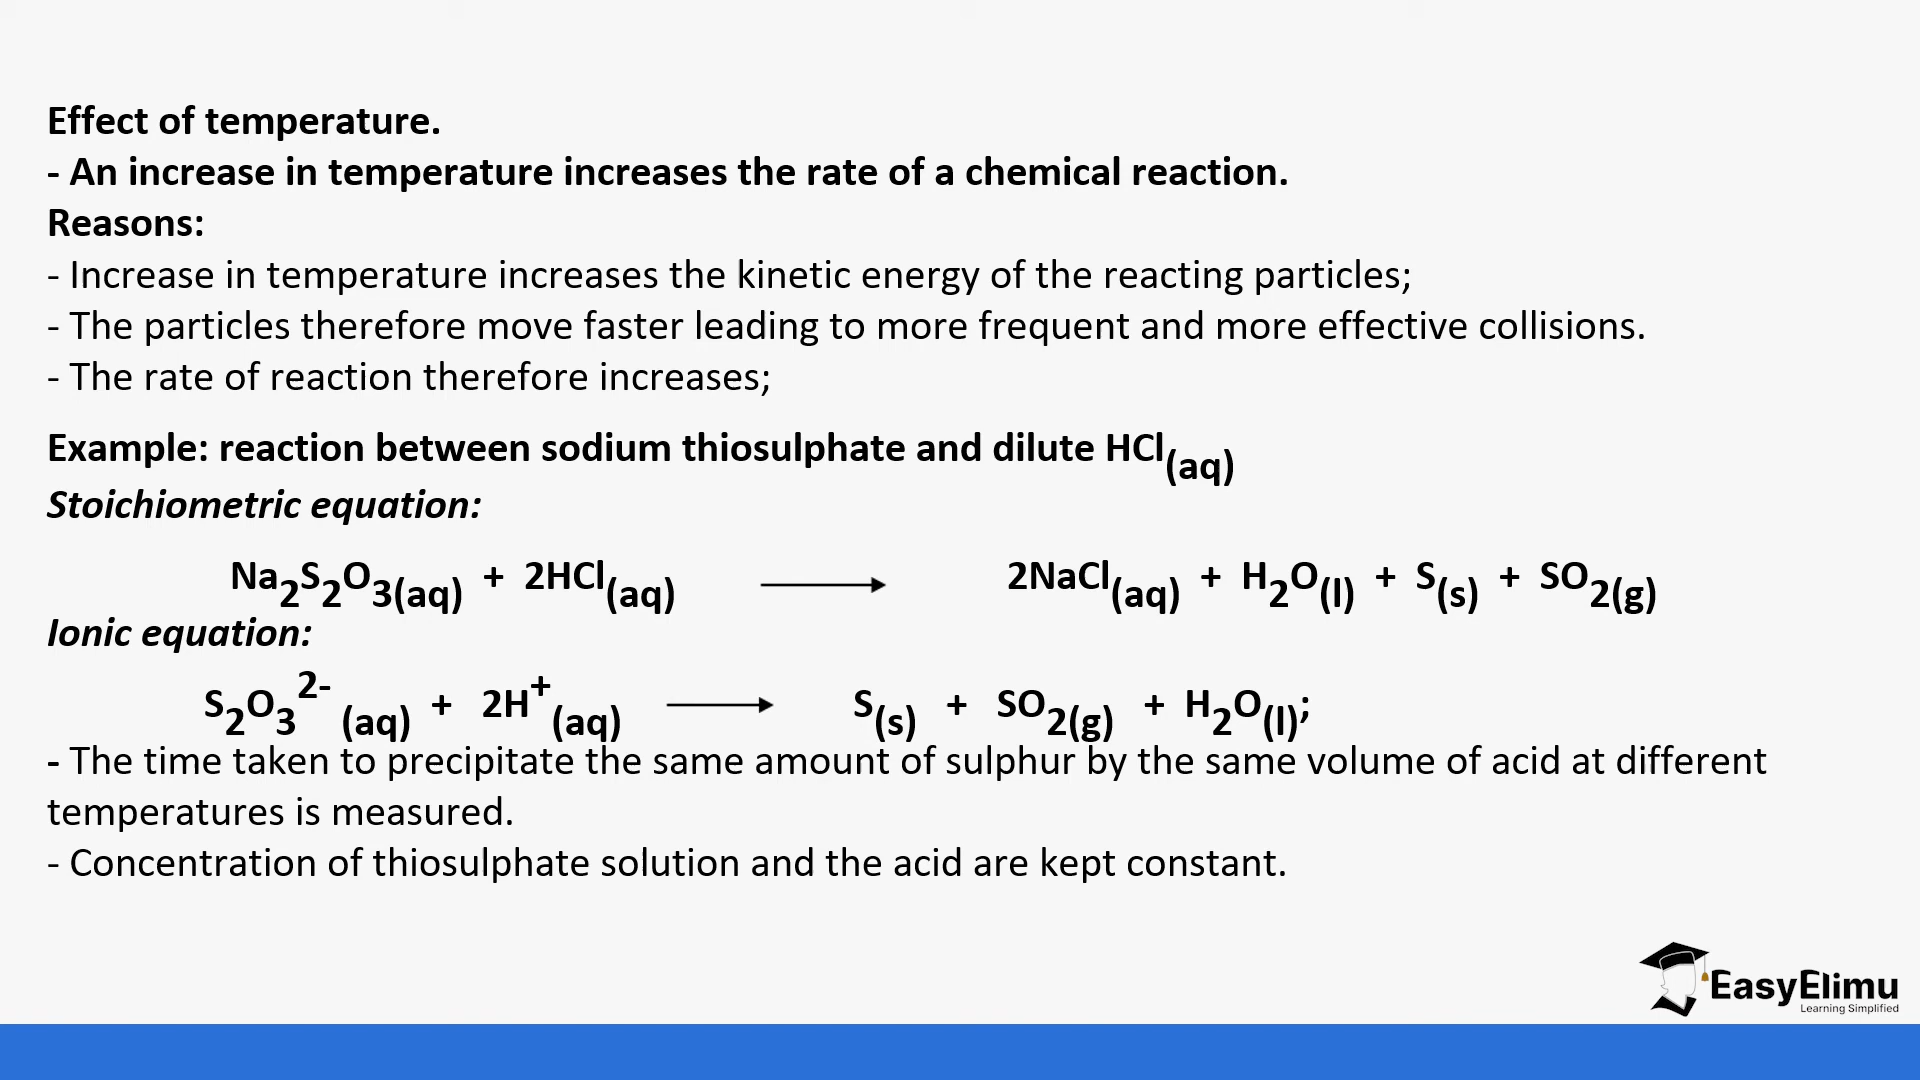 Effect of temperature.
- An increase in temperature increases the rate of a chemical reaction.
Reasons:
- Increase in temperature increases the kinetic energy of the reacting particles;
- The particles therefore move faster leading to more frequent and more effective collisions.
- The rate of reaction therefore increases;
Example: reaction between sodium thiosulphate and dilute HCl(aq)
Stoichiometric equation:
Na2S2O3(aq) + 2HCl(aq) ⟶ 2NaCl(aq) + H2O(l) + S(s) + SO2(g)
Ionic equation:
S2O3^2- (aq) + 2H^+(aq) ⟶ S(s) + SO2(g) + H2O(l);
- The time taken to precipitate the same amount of sulphur by the same volume of acid at different
temperatures is measured.
- Concentration of thiosulphate solution and the acid are kept constant.
EasyElimu
Learning Simplified